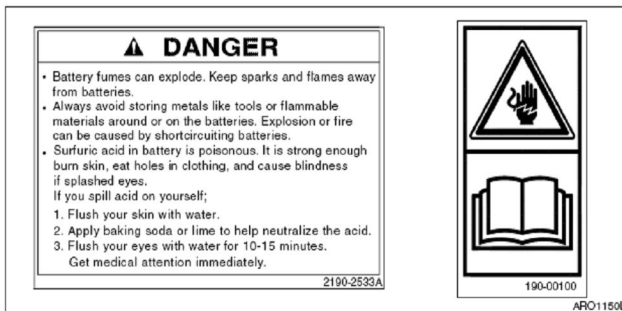 DANGER
• Battery fumes can explode. Keep sparks and flames away
from batteries.
• Always avoid storing metals like tools or flammable
materials around or on the batteries. Explosion or fire
can be caused by shortcircuiting batteries.
• Surfuric acid in battery is poisonous. It is strong enough
burn skin, eat holes in clothing, and cause blindness
if splashed eyes.
If you spill acid on yourself;
1. Flush your skin with water.
2. Apply baking soda or lime to help neutralize the acid.
3. Flush your eyes with water for 10-15 minutes.
Get medical attention immediately.
2190-2533A
190-00100